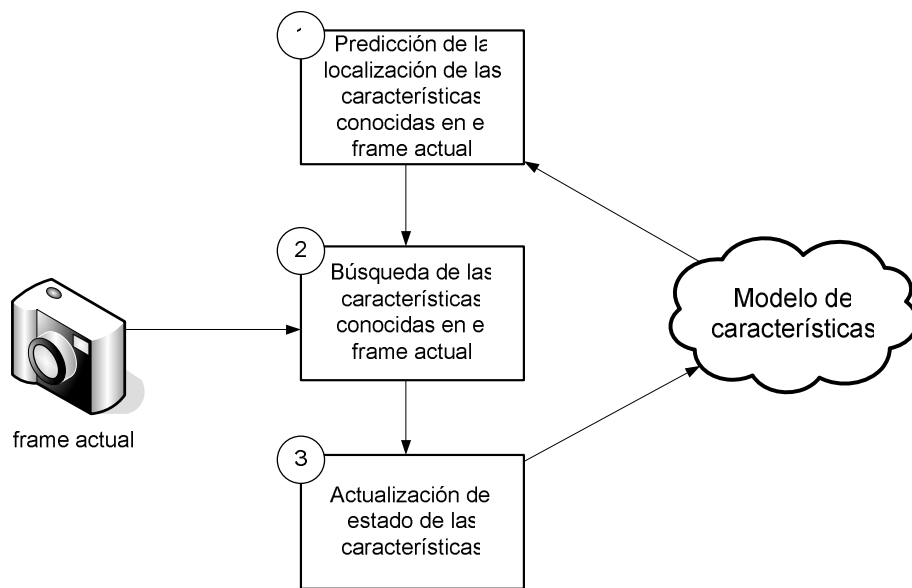 Predicción de la
localización de las
características
conocidas en e
frame actual
2
Búsqueda de las
características
conocidas en e
frame actual
Modelo de
características
frame actual
3
Actualización de
estado de las
características